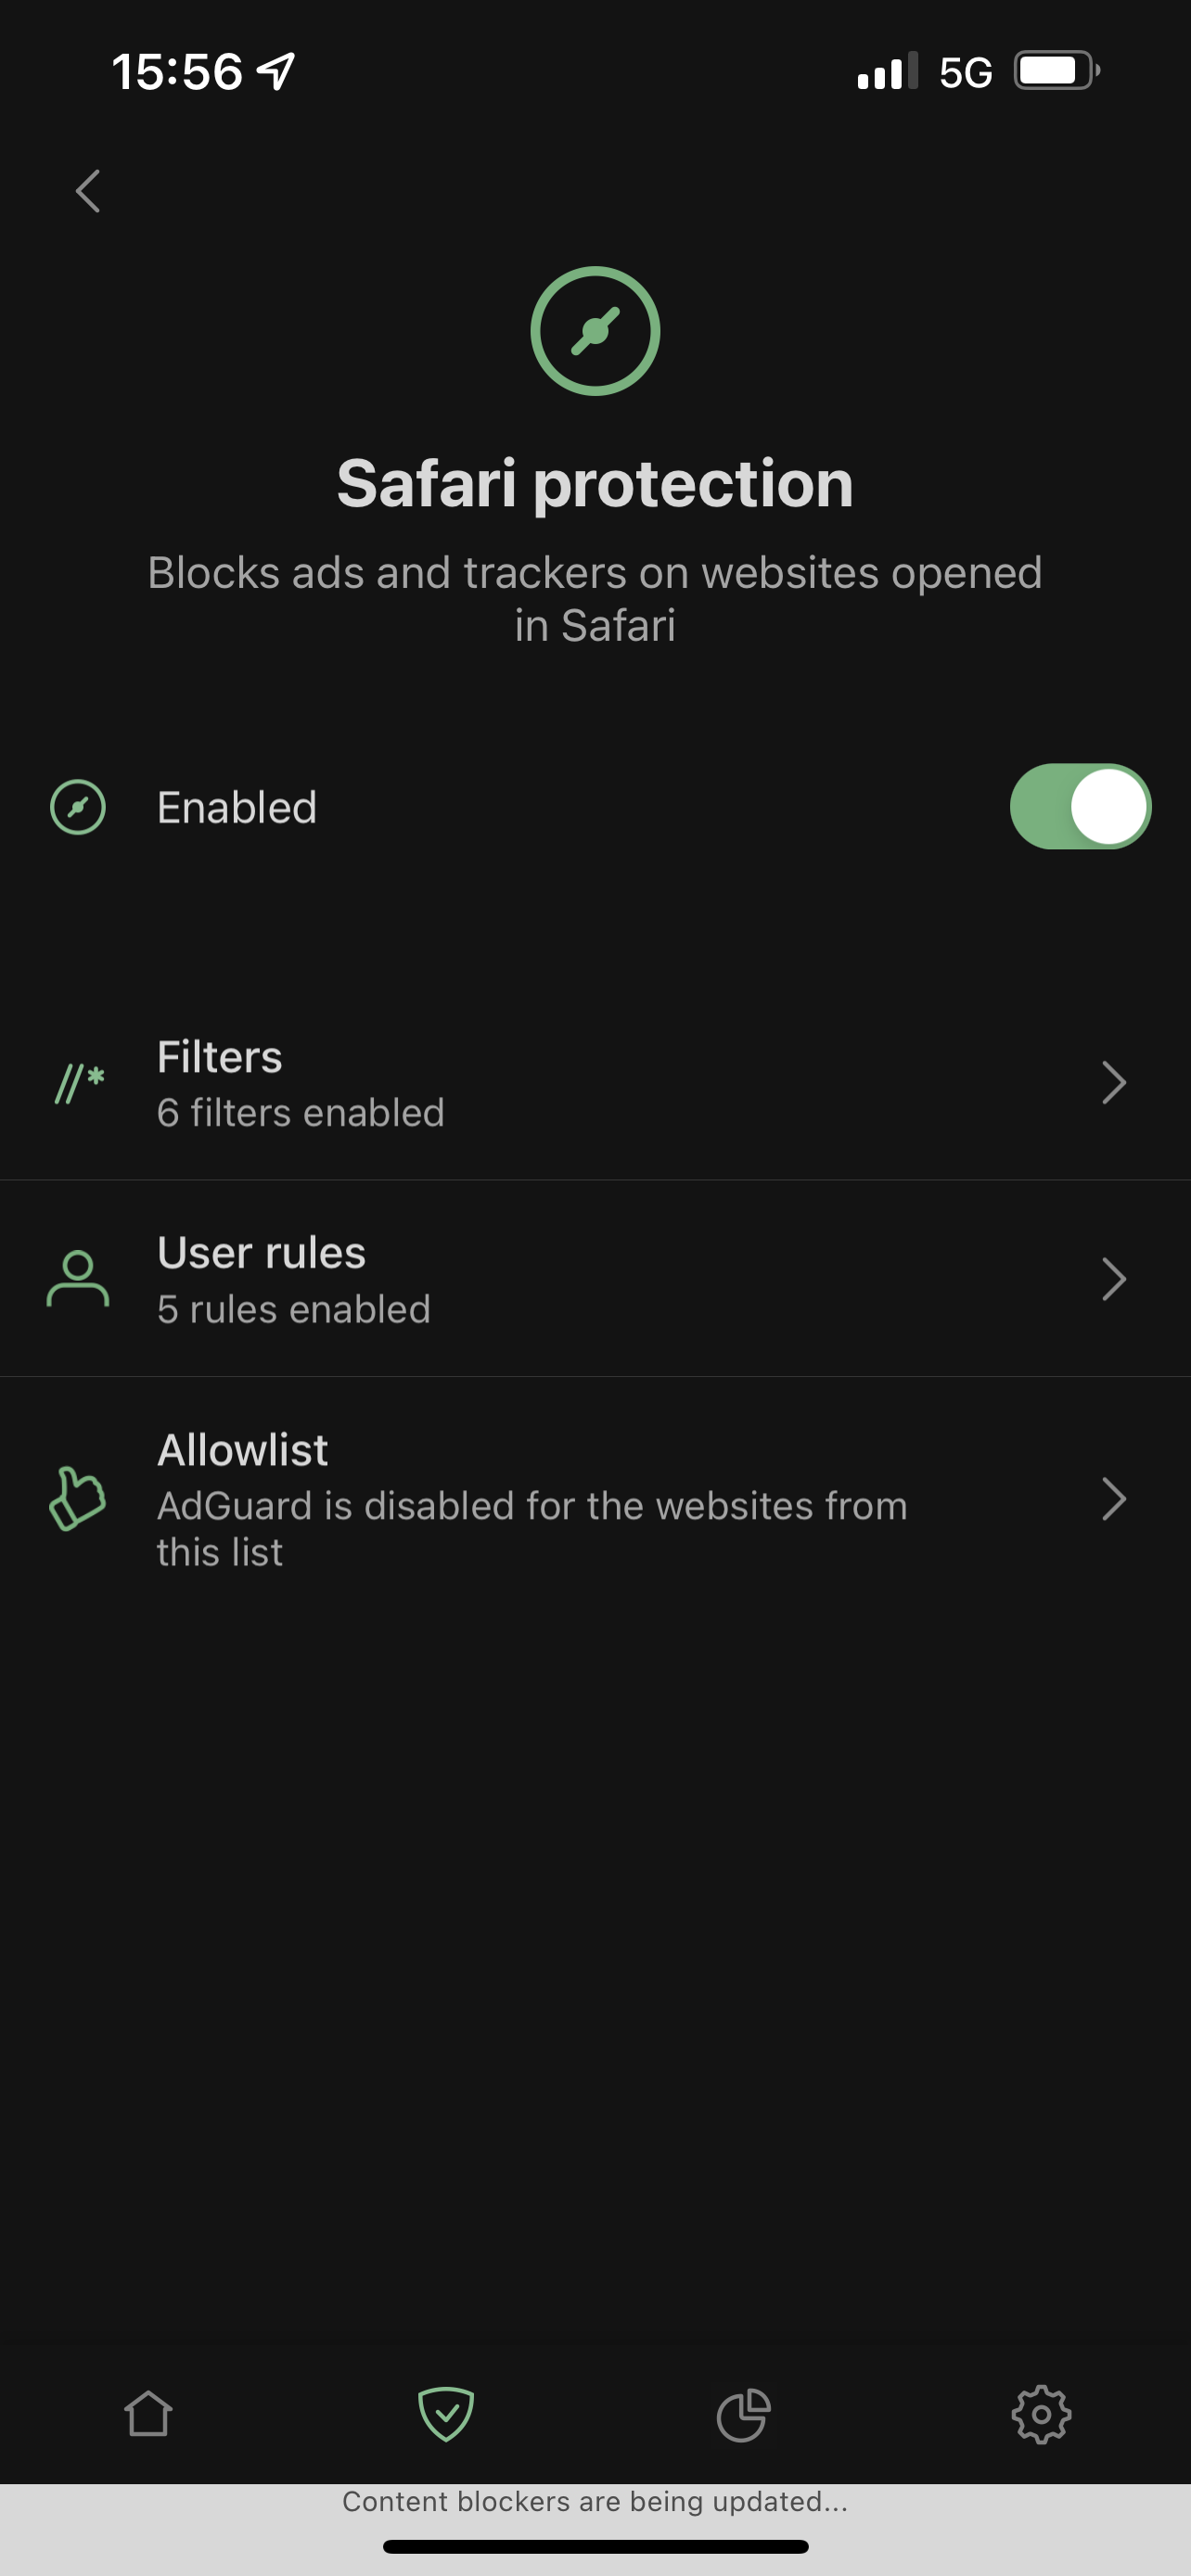 15:56
5G
Safari protection
Blocks ads and trackers on websites opened
in Safari
Enabled
Filters
6 filters enabled
User rules
5 rules enabled
Allowlist
AdGuard is disabled for the websites from
this list
Content blockers are being updated...